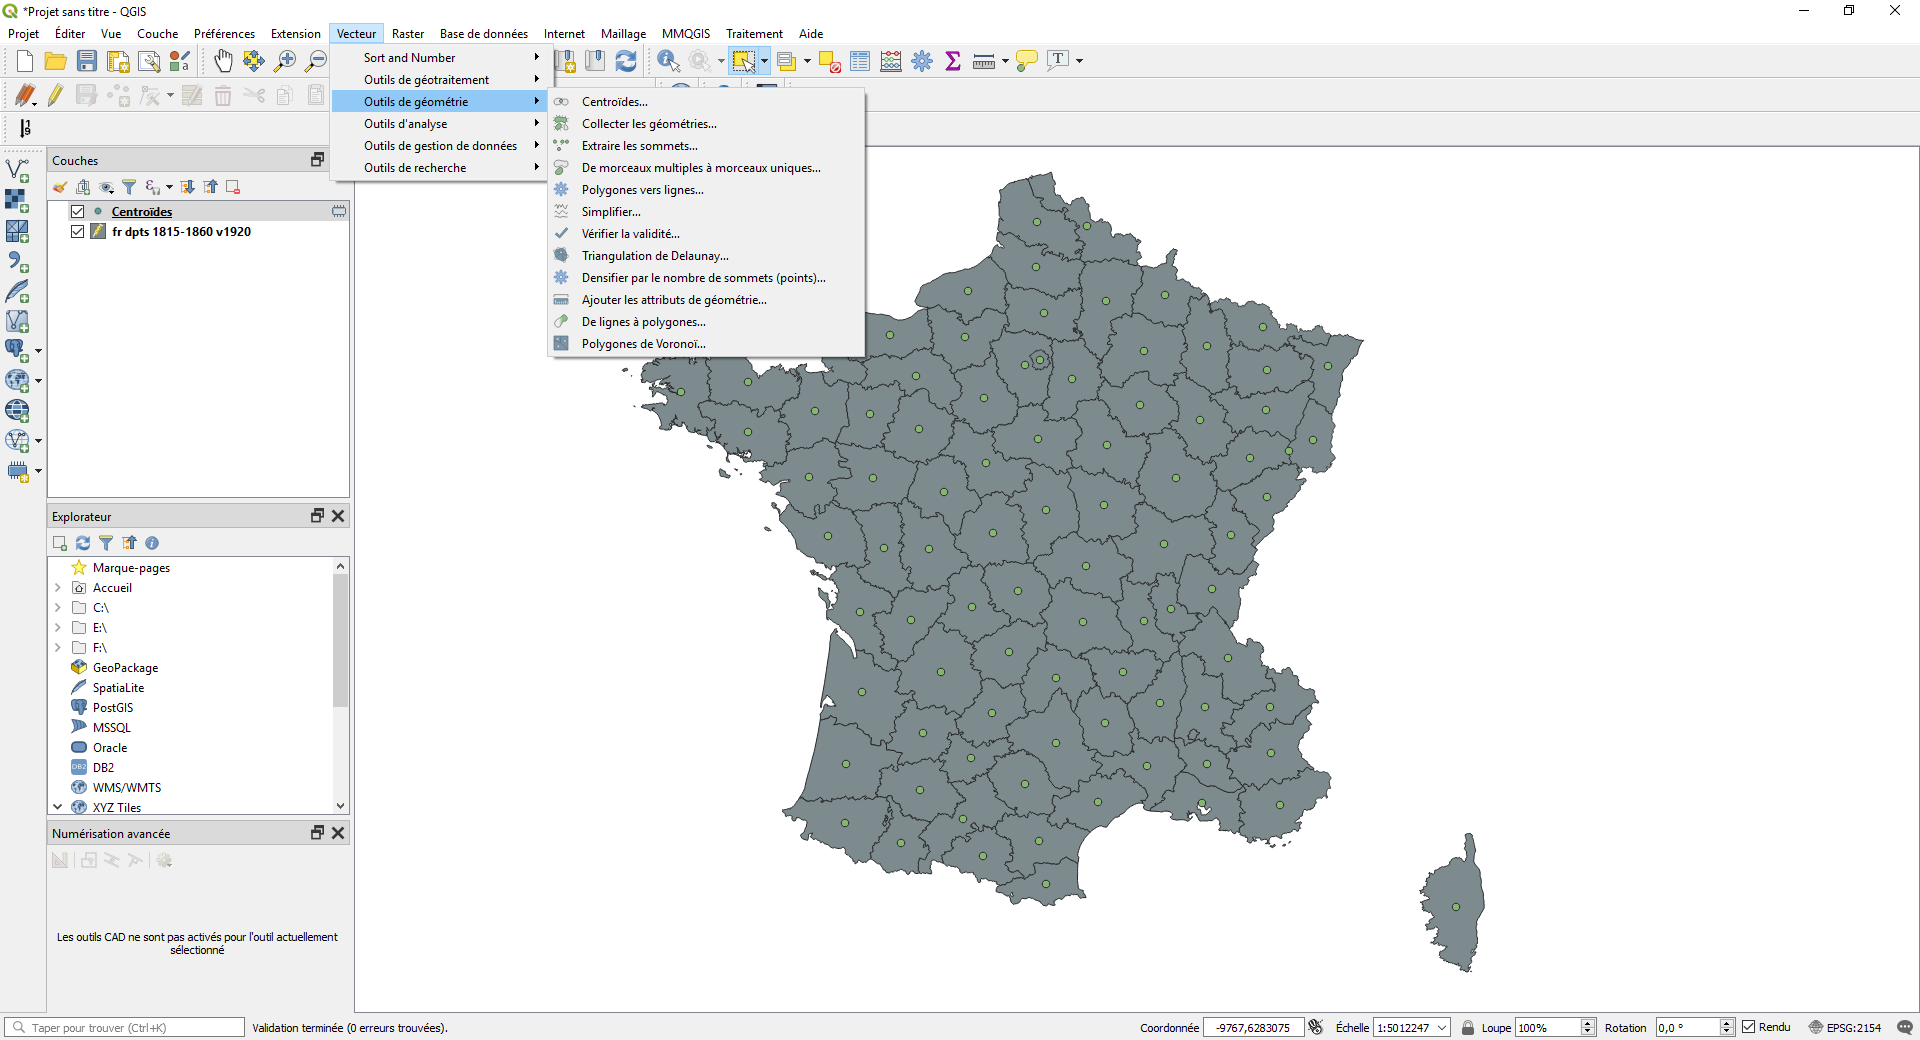 *Projet sans titre - QGIS
Projet Éditer Vue Couche Préférences Extension Vecteur Raster Base de données Internet Maillage MMQGIS Traitement Aide
Sort and Number
Outils de géotraitement
Outils de géométrie
Outils d'analyse
Outils de gestion de données
Outils de recherche
Centroïdes...
Collecter les géométries...
Extraire les sommets...
De morceaux multiples à morceaux uniques...
Polygones vers lignes...
Simplifier...
Vérifier la validité...
Triangulation de Delaunay...
Densifier par le nombre de sommets (points)...
Ajouter les attributs de géométrie...
De lignes à polygones...
Polygones de Voronoï...
Couches
Centroïdes
fr dpts 1815-1860 v1920
Explorateur
Marque-pages
Accueil
C:\
E:\
F:\
GeoPackage
SpatiaLite
PostGIS
MSSQL
Oracle
DB2 DB2
WMS/WMTS
XYZ Tiles
Numérisation avancée
Les outils CAD ne sont pas activés pour l'outil actuellement
sélectionné
Taper pour trouver (Ctrl+K) Validation terminée (0 erreurs trouvées). Coordonnée -9767,6283075 Échelle 1:5012247 Loupe 100% Rotation 0,0 ° Rendu EPSG:2154